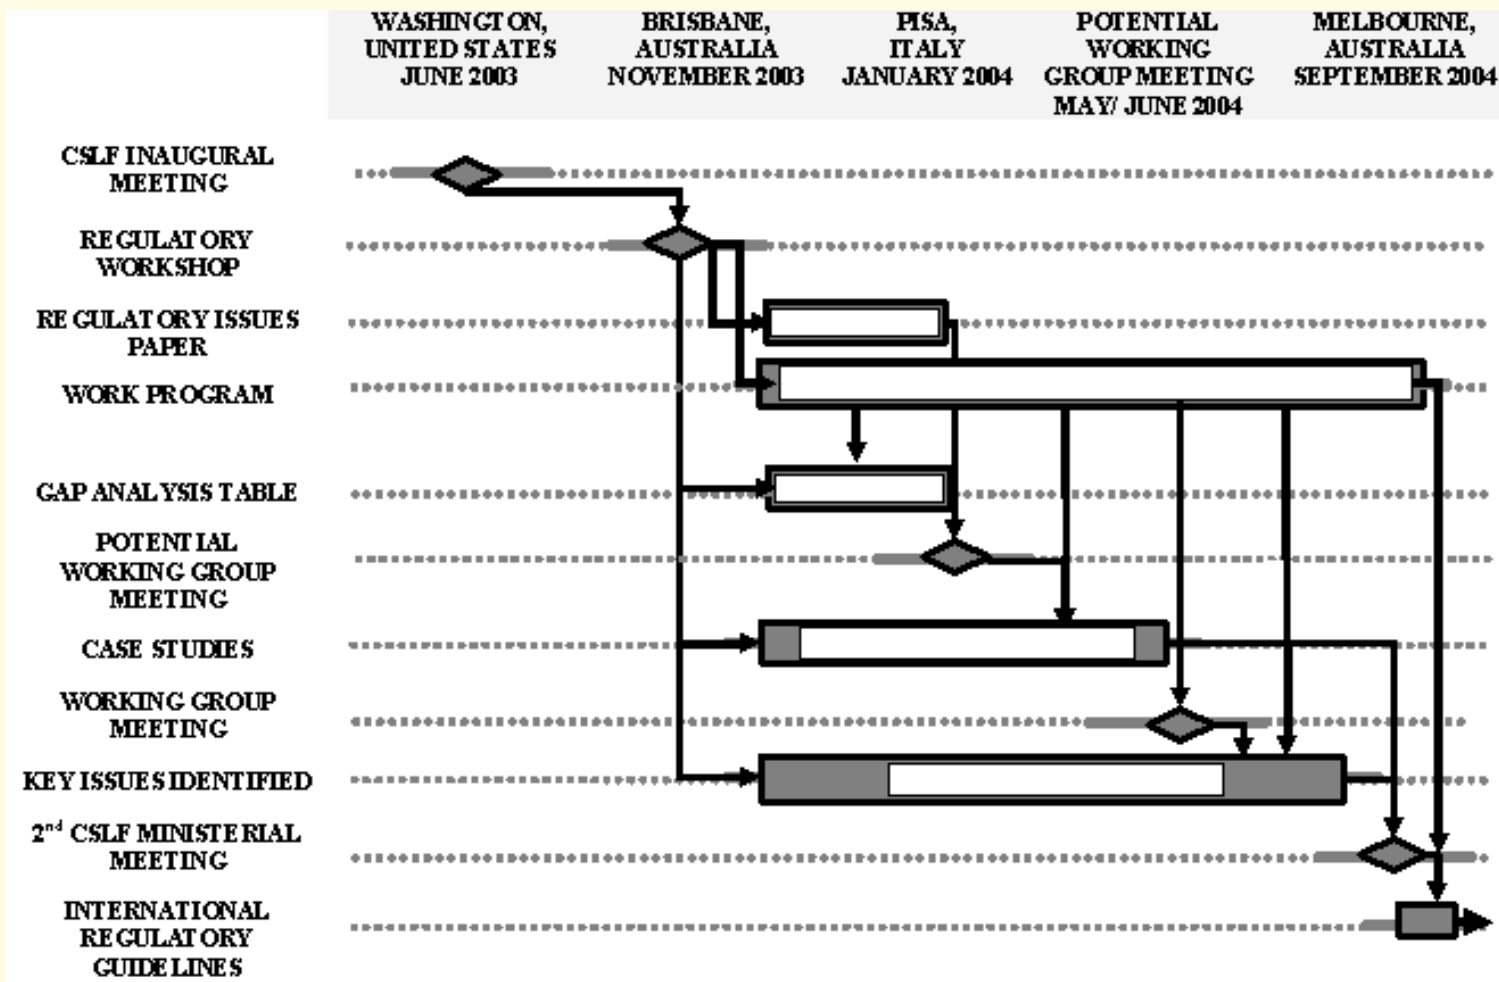 WASHINGTON,
UNITED STATES
JUNE 2003
BRISBANE,
AUSTRALIA
NOVEMBER 2003
PISA,
ITALY
JANUARY 2004
POTENTIAL
WORKING
GROUP MEETING
MAY/ JUNE 2004
MELBOURNE,
AUSTRALIA
SEPTEMBER 2004
CSLF INAUGURAL
MEETING
REGULATORY
WORKSHOP
REGULATORY ISSUES
PAPER
WORK PROGRAM
GAP ANALYSIS TABLE
POTENTIAL
WORKING GROUP
MEETING
CASE STUDIES
WORKING GROUP
MEETING
KEY ISSUES IDENTIFIED
2nd CSLF MINISTERIAL
MEETING
INTERNATIONAL
REGULATORY
GUIDELINES